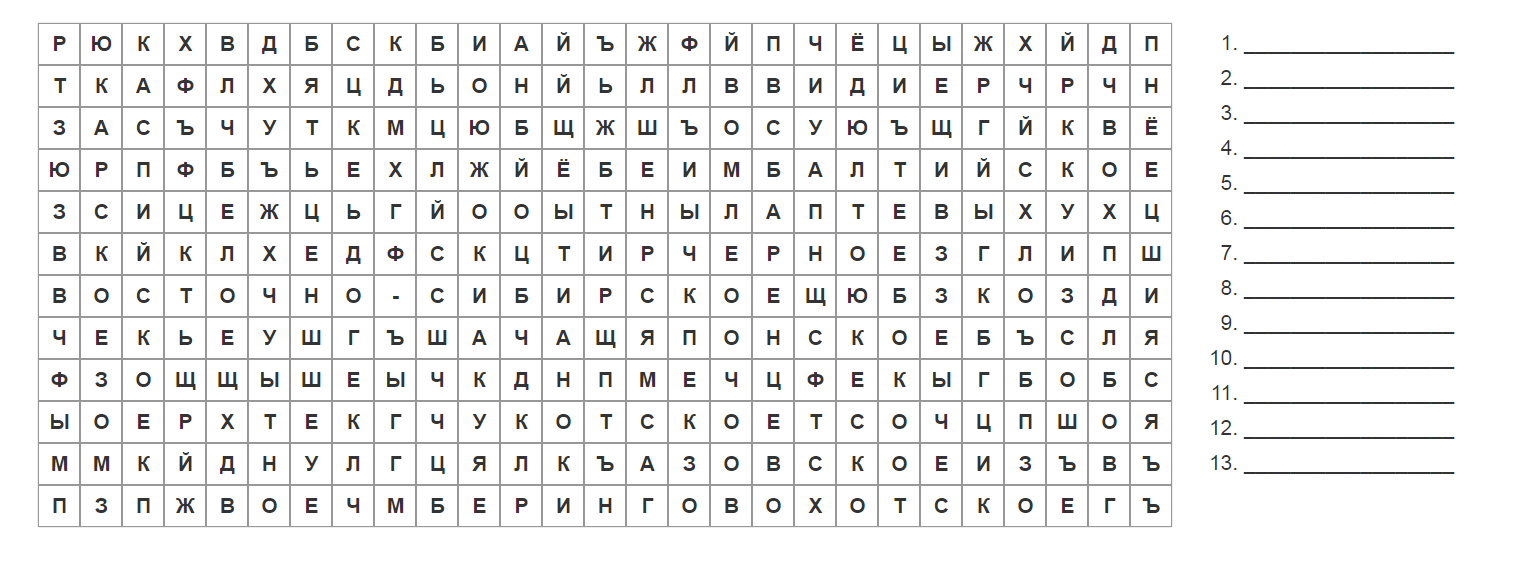 Р Ю К Х В Д Б С К Б И А Й Ъ Ж Ф Й П Ч Ё Ц Ы Ж Х Й Д П
Т К А Ф Л Х Я Ц Д Ь О Н Й Ь Л Л В В И Д И Е Р Ч Р Ч Н
З А С Ъ Ч У Т К М Ц Ю Б Щ Ж Ш Ъ О С У Ю Ъ Щ Г Й К В Ё
Ю Р П Ф Б Ъ Ь Е Х Л Ж Й Ё Б Е И М Б А Л Т И Й С К О Е
З С И Ц Е Ж Ц Ь Г Й О О Ы Т Н Ы Л А П Т Е В Ы Х У Х Ц
В К Й К Л Х Е Д Ф С К Ц Т И Р Ч Е Р Н О Е З Г Л И П Ш
В О С Т О Ч Н О - С И Б И Р С К О Е Щ Ю Б З К О З Д И
Ч Е К Ь Е У Ш Г Ъ Ш А Ч А Щ Я П О Н С К О Е Б Ъ С Л Я
Ф З О Щ Щ Ы Ш Е Ы Ч К Д Н П М Е Ч Ц Ф Е К Ы Г Б О Б С
Ы О Е Р Х Т Е К Г Ч У К О Т С К О Е Т С О Ч Ц П Ш О Я
М М К Й Д Н У Л Г Ц Я Л К Ъ А З О В С К О Е И З Ъ В Ъ
П З П Ж В О Е Ч М Б Е Р И Н Г О В О Х О Т С К О Е Г Ъ
1.
2.
3.
4.
5.
6.
7.
8.
9.
10.
11.
12.
13.